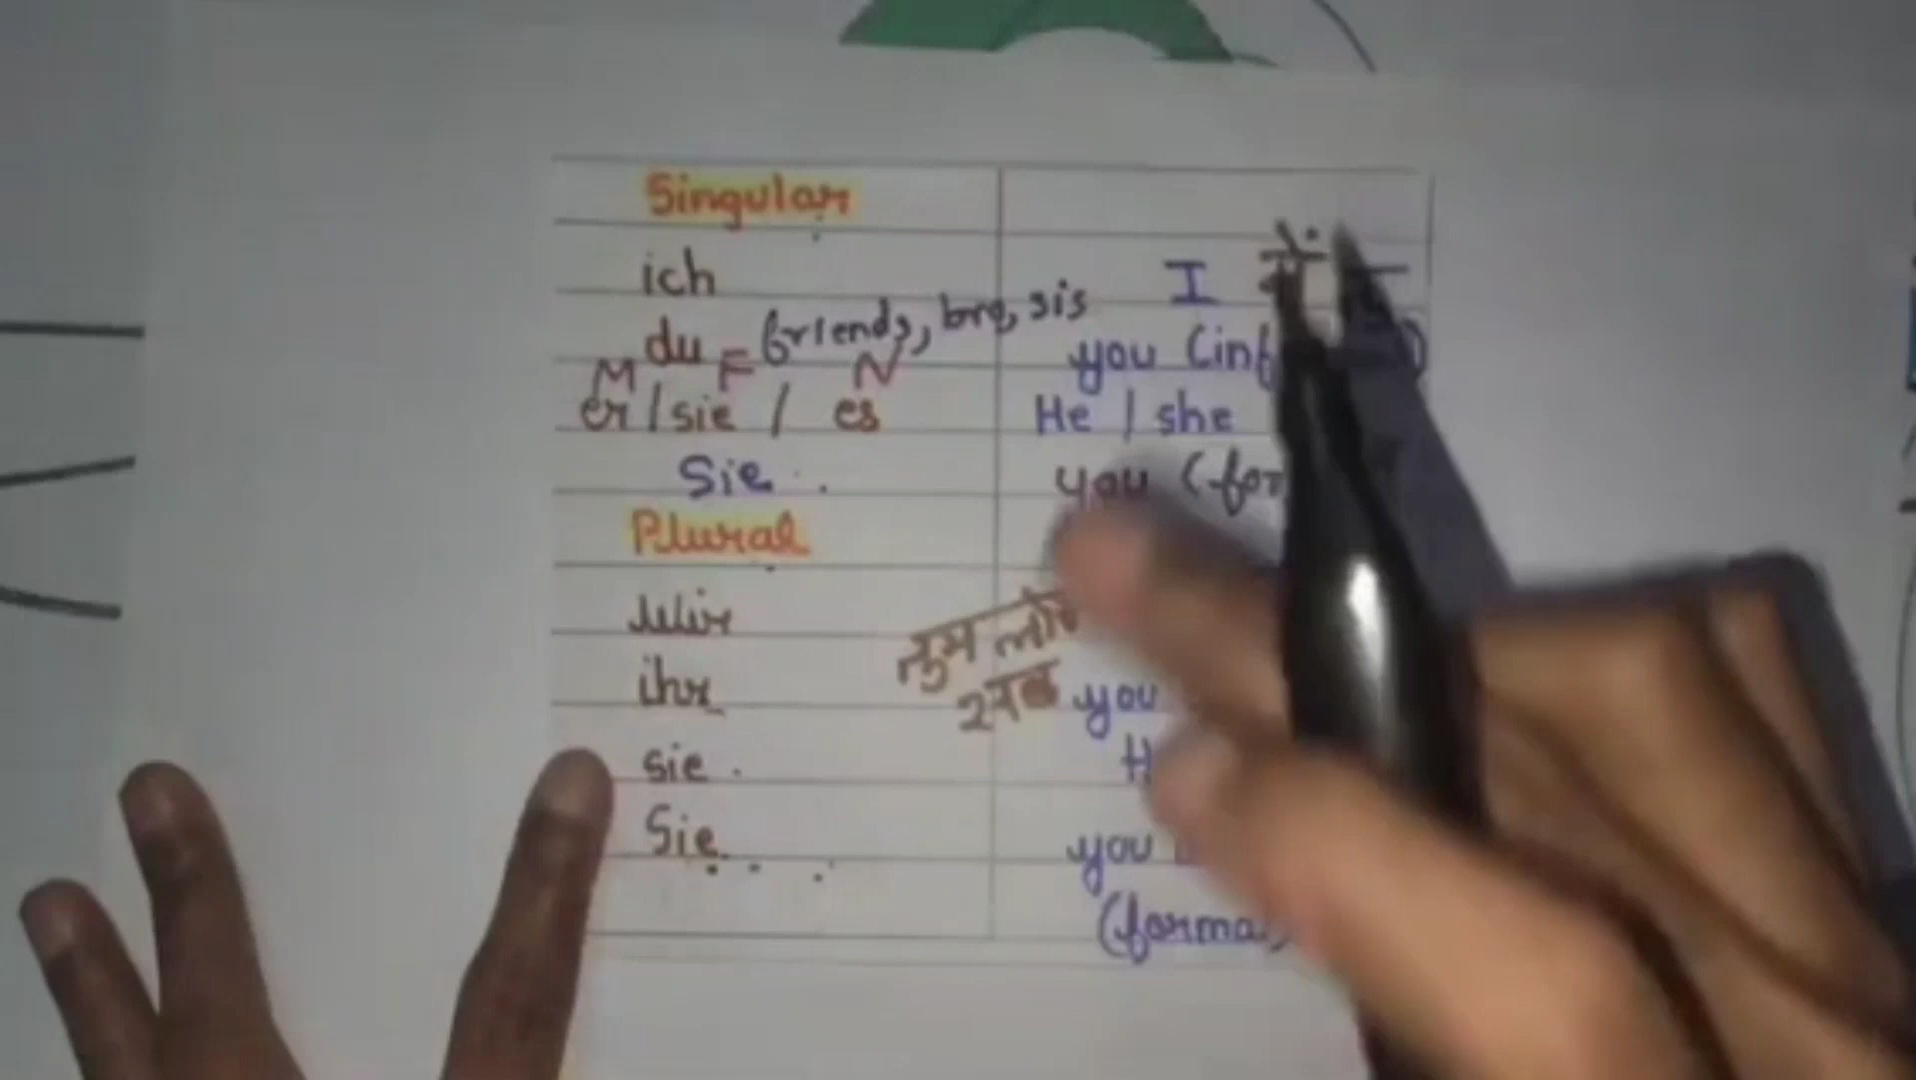 Singular
ich I
du friends, bro, sis you (inf
M F N
er / sie / es He / she
Sie you (for
Plural
wir
ihr you
तुम लोग
सब
sie
Sie you
(formal)